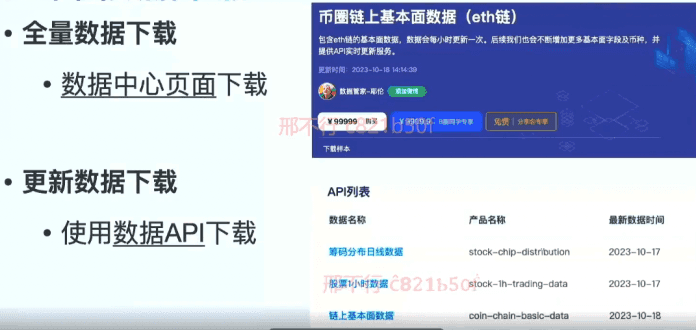 • 全量数据下载
• 数据中心页面下载
• 更新数据下载
• 使用数据API下载
币圈链上基本面数据（eth链）
包含eth链的基本面数据，数据会每小时更新一次。后续我们也会不断增加更多基本面字段及币种，并
提供API实时更新服务。
更新时间：2023-10-18 14:14:39
数据管家-耶伦
添加微信
¥99999 购买
免费 分享会专享
邢不行
下载样本
API列表
数据名称 产品名称 最新数据时间
筹码分布日线数据 stock-chip-distribution 2023-10-17
邢不行
股票1小时数据 stock-1h-trading-data 2023-10-17
链上基本面数据 coin-chain-basic-data 2023-10-18